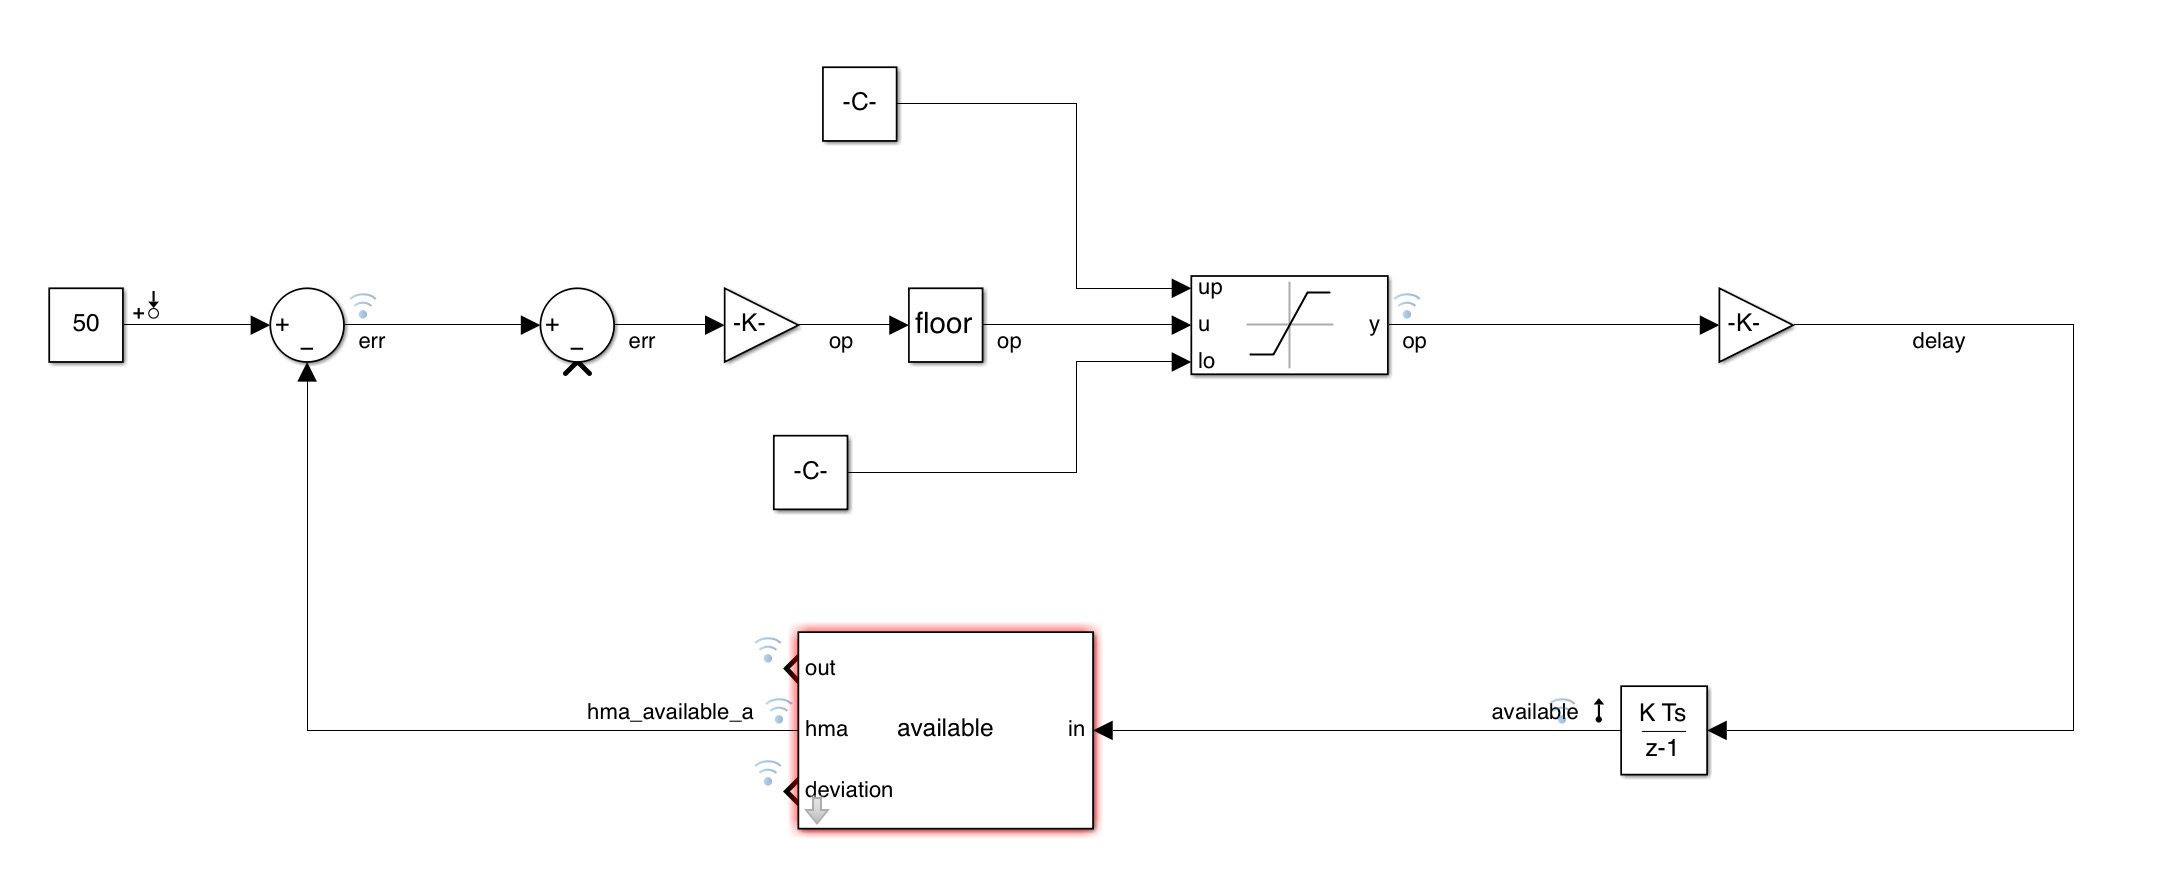 -C-
50
+
+
−
err
+
−
err
-K-
op
floor
op
up
u
lo
y
op
-K-
delay
-C-
out
hma_available_a
hma
available
in
deviation
available
K Ts
z-1